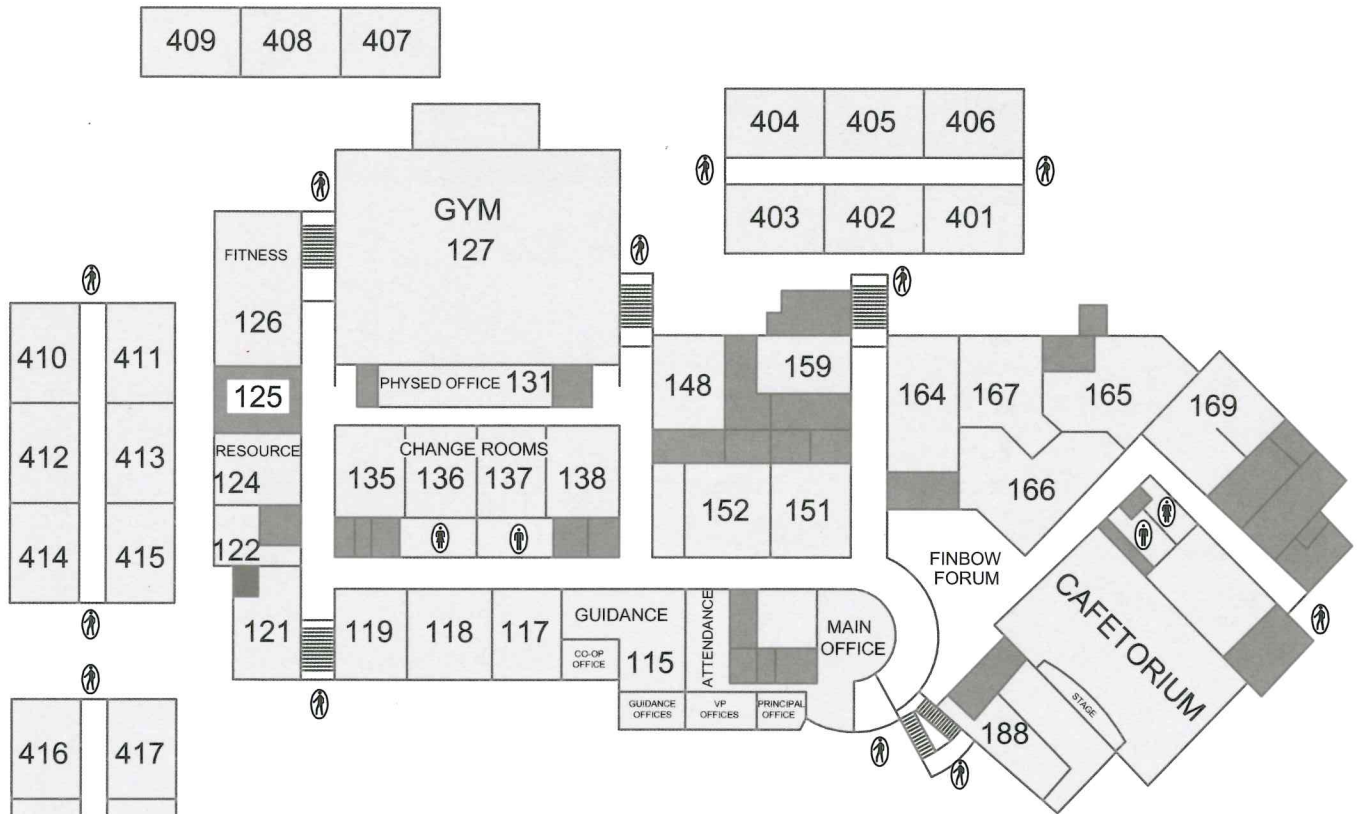 409 408 407
404 405 406
403 402 401
GYM
127
FITNESS
126
125
RESOURCE
124
122
121
410 411
412 413
414 415
416 417
PHYSED OFFICE 131
CHANGE ROOMS
135 136 137 138
148
159
152 151
164 167 165
166
169
FINBOW
FORUM
CAFETORIUM
STAGE
188
119 118 117
GUIDANCE
115
CO-OP
OFFICE
GUIDANCE
OFFICES
ATTENDANCE
VP
OFFICES
PRINCIPAL
OFFICE
MAIN
OFFICE